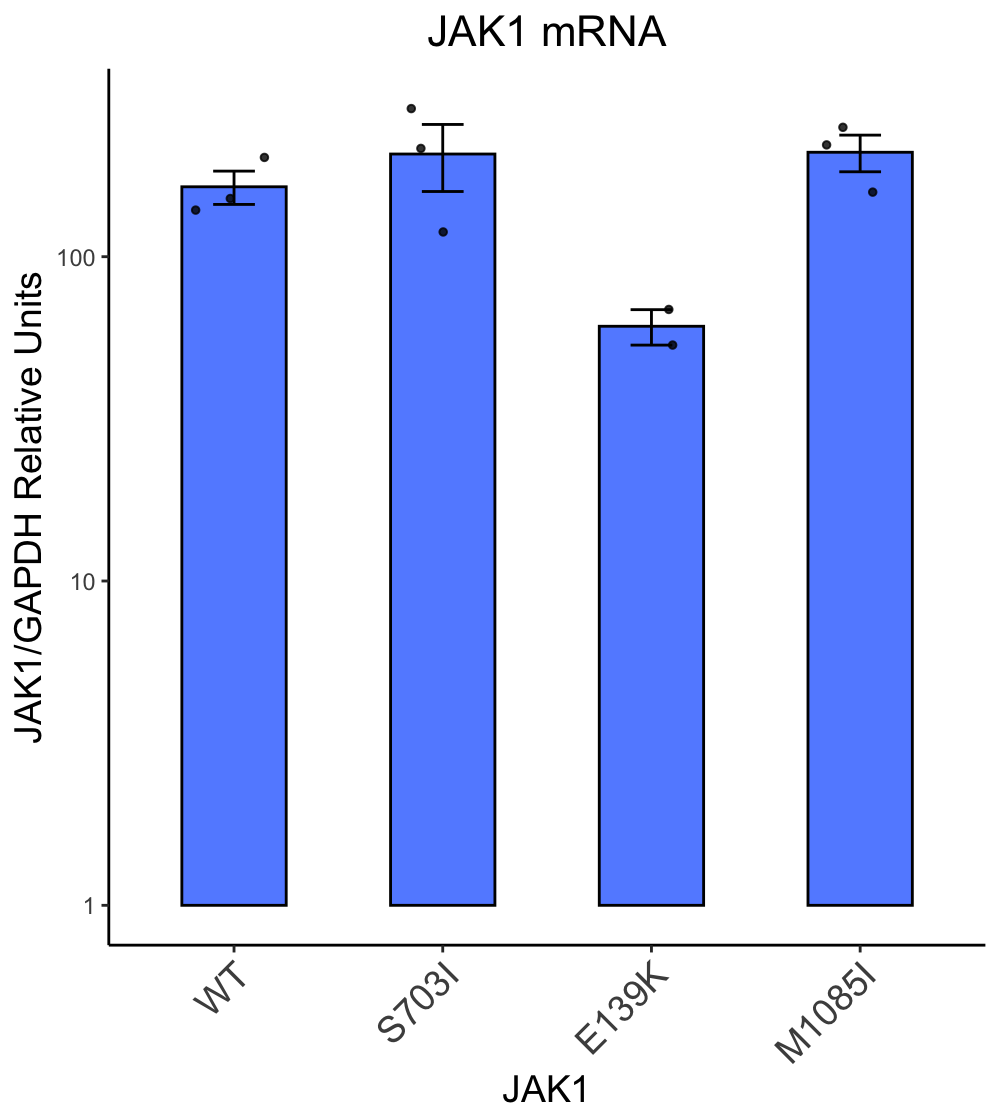 JAK1 mRNA
JAK1/GAPDH Relative Units
100
10
1
WT
S703I
E139K
M1085I
JAK1